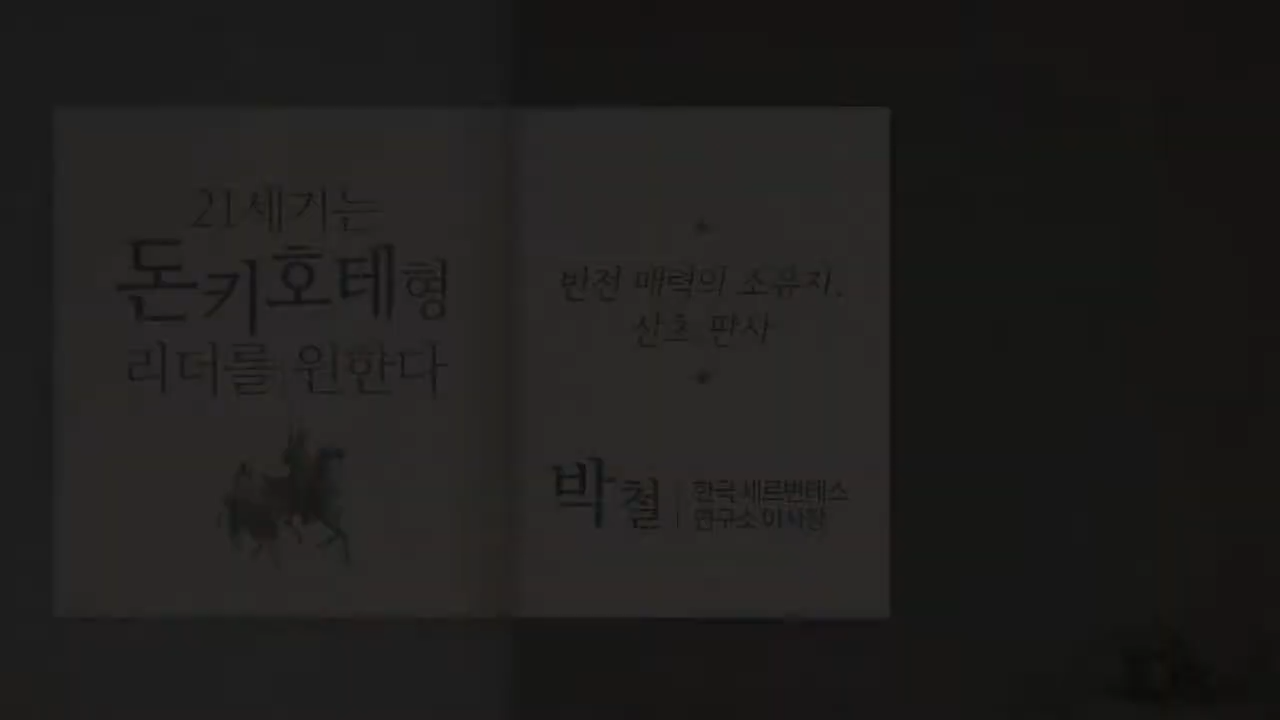 21세기는
돈키호테형
리더를 원한다
반전 매력의 소유자,
산초 판사
박철
한국 세르반테스
연구소 이사장